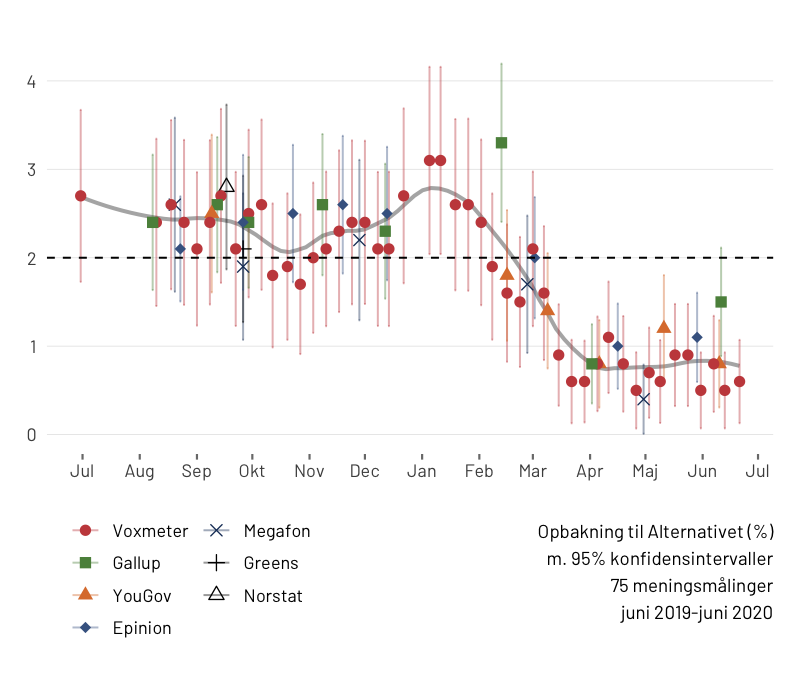 4
3
2
1
0
Jul Aug Sep Okt Nov Dec Jan Feb Mar Apr Maj Jun Jul
Voxmeter Megafon
Gallup Greens
YouGov Norstat
Epinion
Opbakning til Alternativet (%)
m. 95% konfidensintervaller
75 meningsmålinger
juni 2019-juni 2020